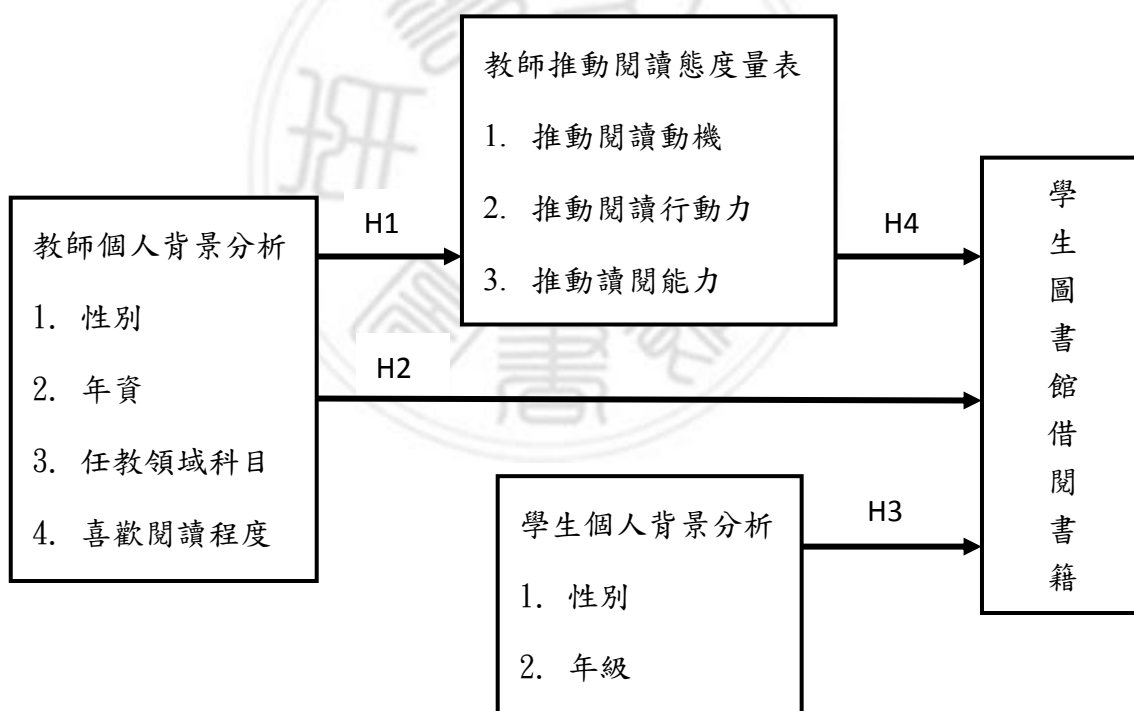 教師推動閱讀態度量表
1. 推動閱讀動機
2. 推動閱讀行動力
3. 推動讀閱能力
H1
H4
教師個人背景分析
1. 性別
2. 年資
3. 任教領域科目
4. 喜歡閱讀程度
H2
學生個人背景分析
1. 性別
2. 年級
H3
學生圖書館借閱書籍